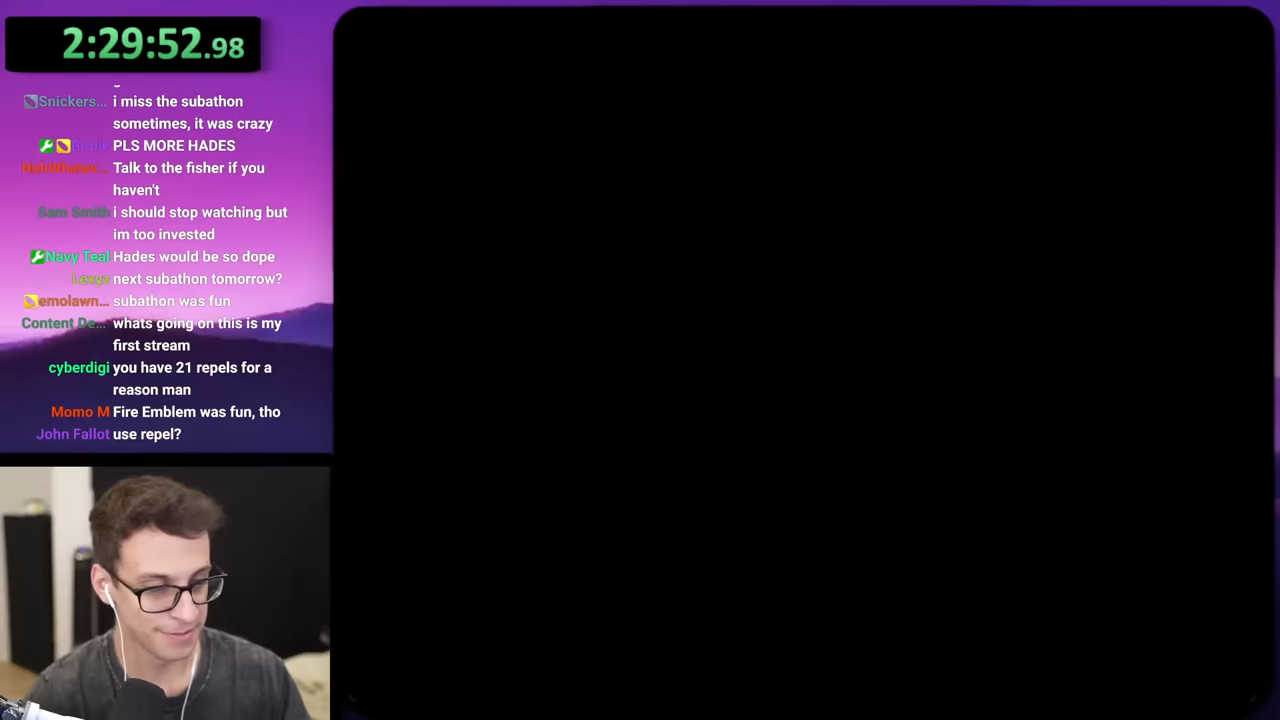 2:29:52.98
Snickers... i miss the subathon
sometimes, it was crazy
Birdie PLS MORE HADES
Talk to the fisher if you
haven't
Sam Smith i should stop watching but
im too invested
Navy Teal Hades would be so dope
Lexyz next subathon tomorrow?
emolawn... subathon was fun
Content De... whats going on this is my
first stream
cyberdigi you have 21 repels for a
reason man
Momo M Fire Emblem was fun, tho
John Fallot use repel?